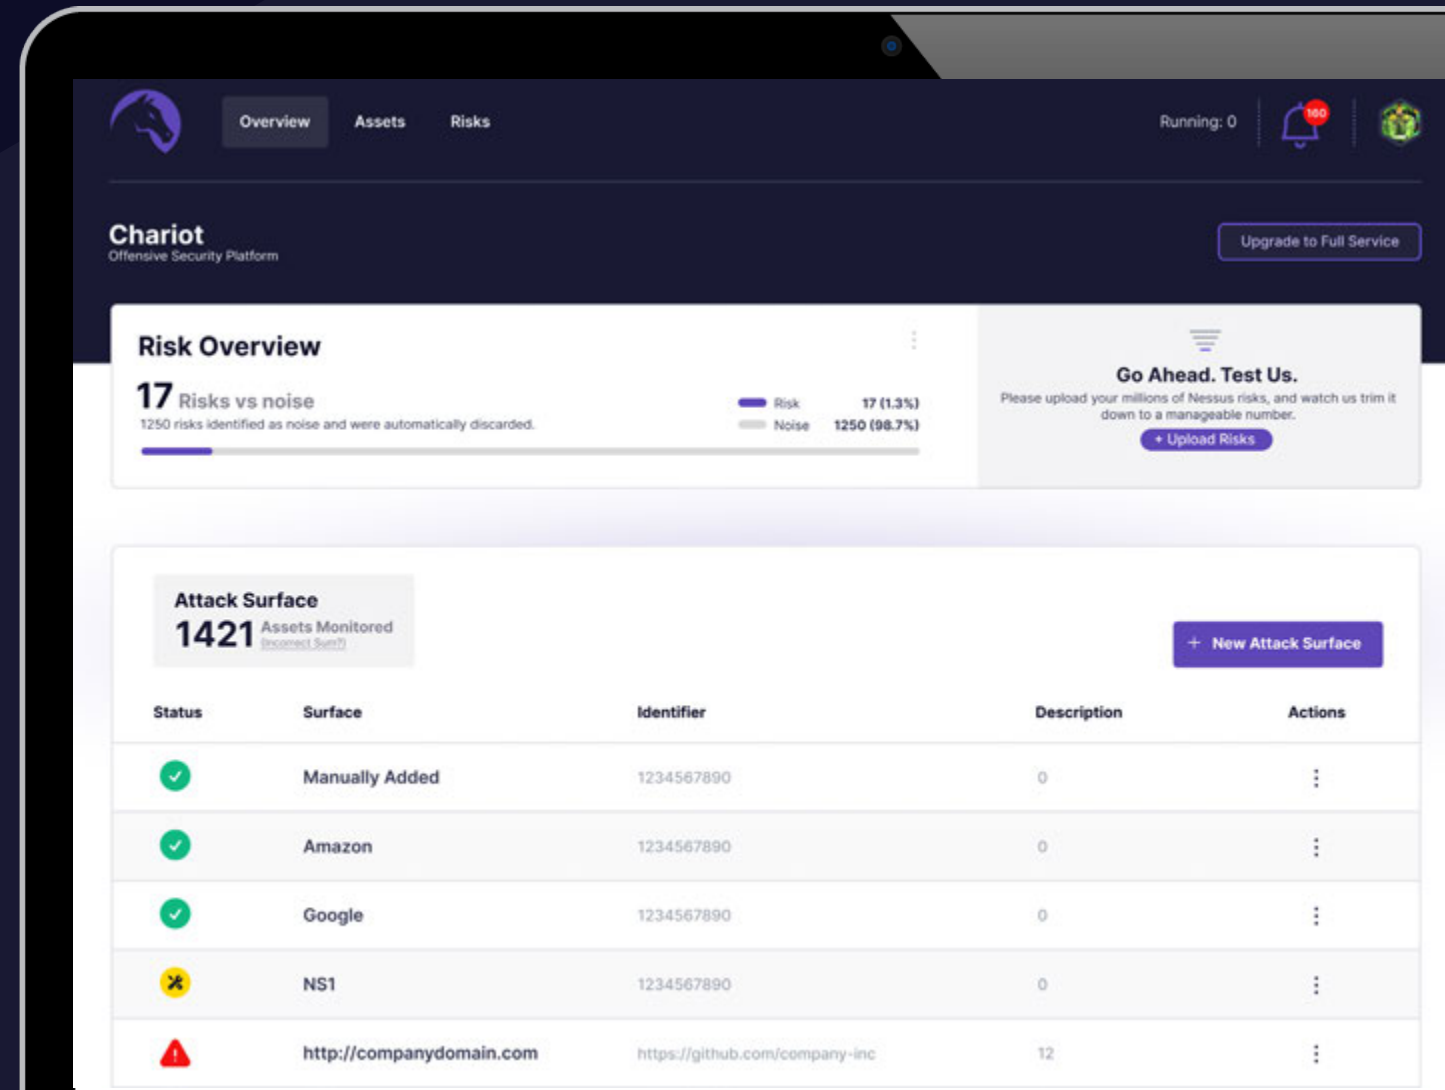 Overview
Assets
Risks
Running: 0
160
Chariot
Offensive Security Platform
Upgrade to Full Service
Risk Overview
17 Risks vs noise
1250 risks identified as noise and were automatically discarded.
Risk 17 (1.3%)
Noise 1250 (98.7%)
Go Ahead. Test Us.
Please upload your millions of Nessus risks, and watch us trim it
down to a manageable number.
+ Upload Risks
Attack Surface
1421 Assets Monitored
(Incorrect Sum?)
+ New Attack Surface
Status Surface Identifier Description Actions
Manually Added 1234567890 0
Amazon 1234567890 0
Google 1234567890 0
NS1 1234567890 0
http://companydomain.com https://github.com/company-inc 12